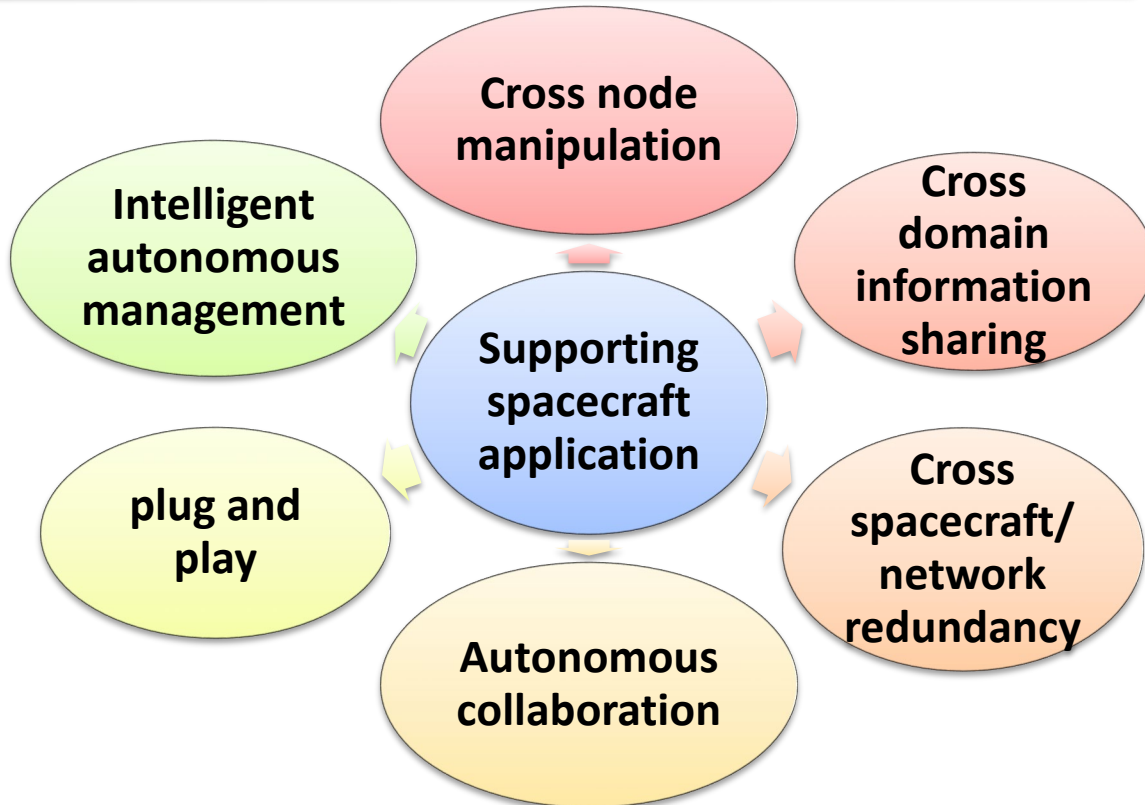 Cross node
manipulation
Cross
domain
information
sharing
Cross
spacecraft/
network
redundancy
Autonomous
collaboration
plug and
play
Intelligent
autonomous
management
Supporting
spacecraft
application